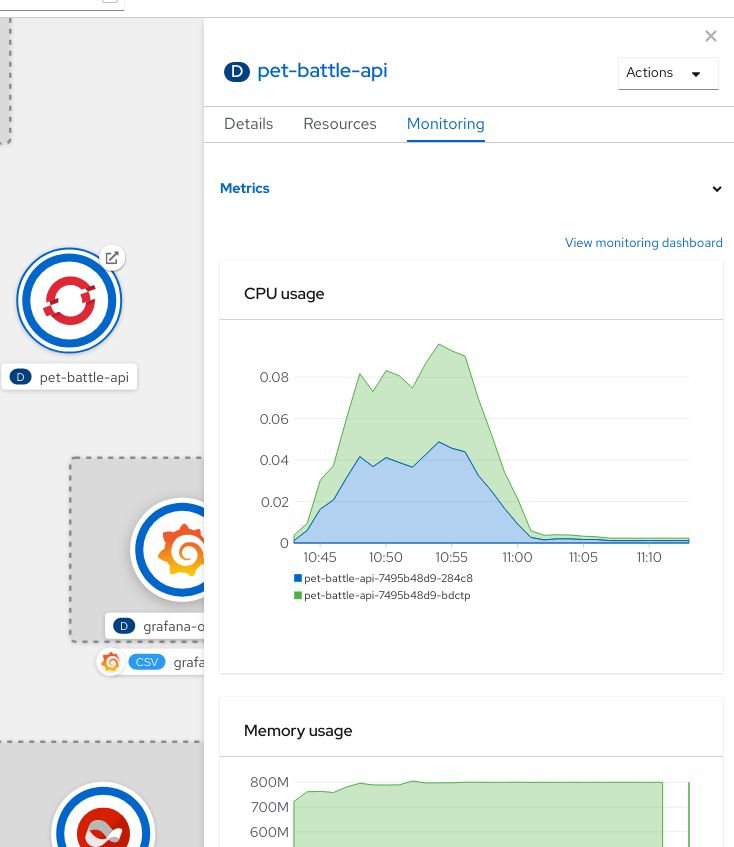 D pet-battle-api
Actions
Details Resources Monitoring
Metrics
View monitoring dashboard
CPU usage
0.08
0.06
0.04
0.02
0
10:45 10:50 10:55 11:00 11:05 11:10
pet-battle-api-7495b48d9-284c8
pet-battle-api-7495b48d9-bdctp
Memory usage
800M
700M
600M
D pet-battle-api
D grafana-o
CSV grafa